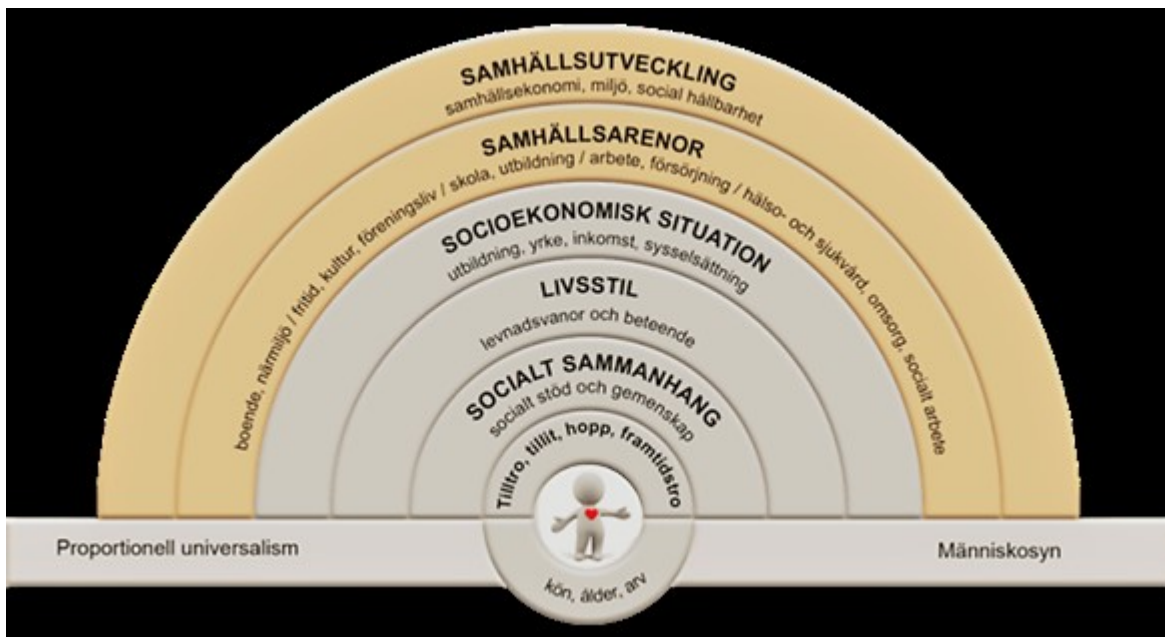 SAMHÄLLSUTVECKLING
samhällsekonomi, miljö, social hållbarhet
SAMHÄLLSARENOR
boende, närmiljö / fritid, kultur, föreningsliv / skola, utbildning / arbete, försörjning / hälso- och sjukvård, omsorg, socialt arbete
SOCIOEKONOMISK SITUATION
utbildning, yrke, inkomst, sysselsättning
LIVSSTIL
levnadsvanor och beteende
SOCIALT SAMMANHANG
socialt stöd och gemenskap
Tilltro, tillit, hopp, framtidstro
Proportionell universalism
Människosyn
kön, ålder, arv